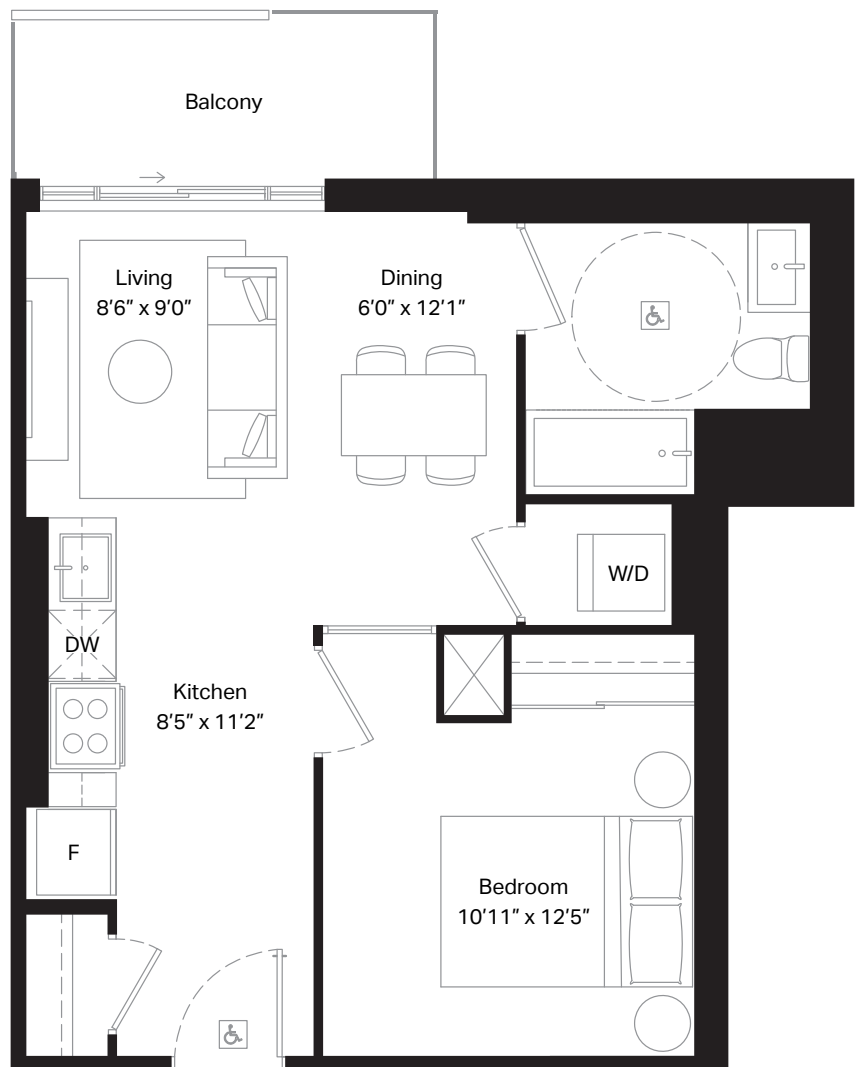 Balcony
Living
8'6" x 9'0"
Dining
6'0" x 12'1"
W/D
DW
Kitchen
8'5" x 11'2"
F
Bedroom
10'11" x 12'5"